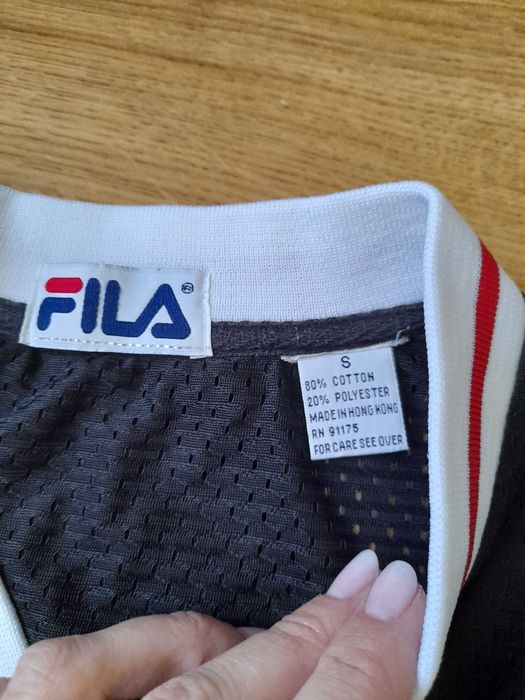 FILA®
S
80% COTTON
20% POLYESTER
MADE IN HONG KONG
RN 91175
FOR CARE SEE OVER